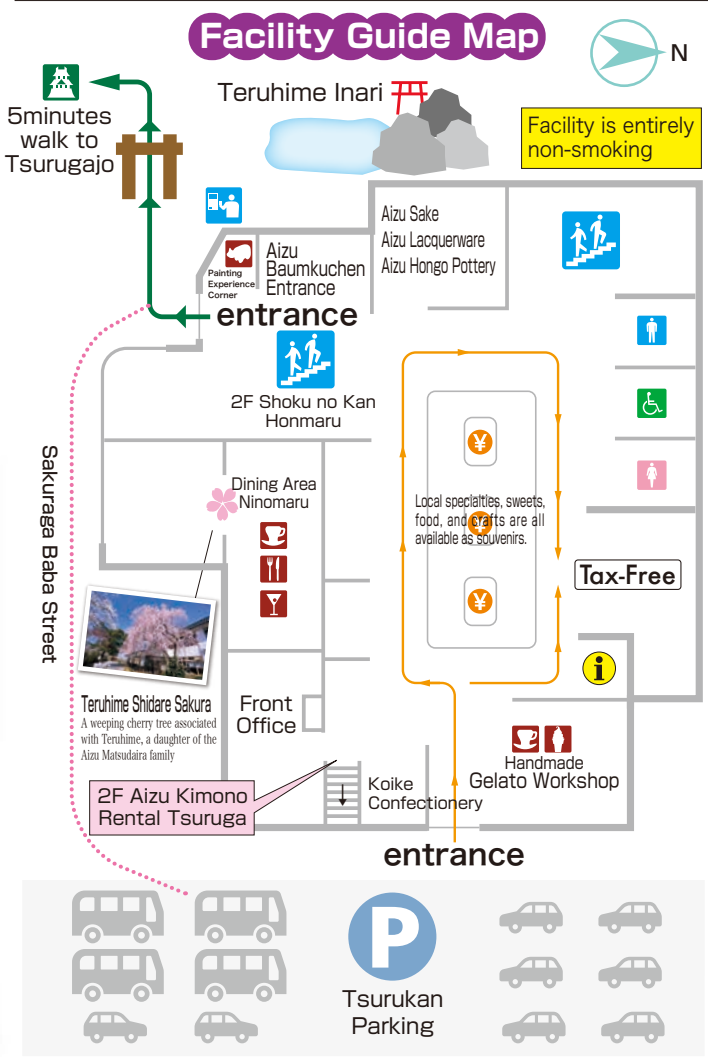 Facility Guide Map
N
Teruhime Inari
5minutes
walk to
Tsurugajo
Facility is entirely
non-smoking
Painting
Experience
Corner
Aizu
Baumkuchen
Entrance
Aizu Sake
Aizu Lacquerware
Aizu Hongo Pottery
entrance
2F Shoku no Kan
Honmaru
Sakuraga Baba Street
Dining Area
Ninomaru
¥
Local specialties, sweets,
food, and crafts are all
available as souvenirs.
¥
¥
Tax-Free
i
Teruhime Shidare Sakura
A weeping cherry tree associated
with Teruhime, a daughter of the
Aizu Matsudaira family
Front
Office
Handmade
Gelato Workshop
2F Aizu Kimono
Rental Tsuruga
Koike
Confectionery
entrance
P
Tsurukan
Parking